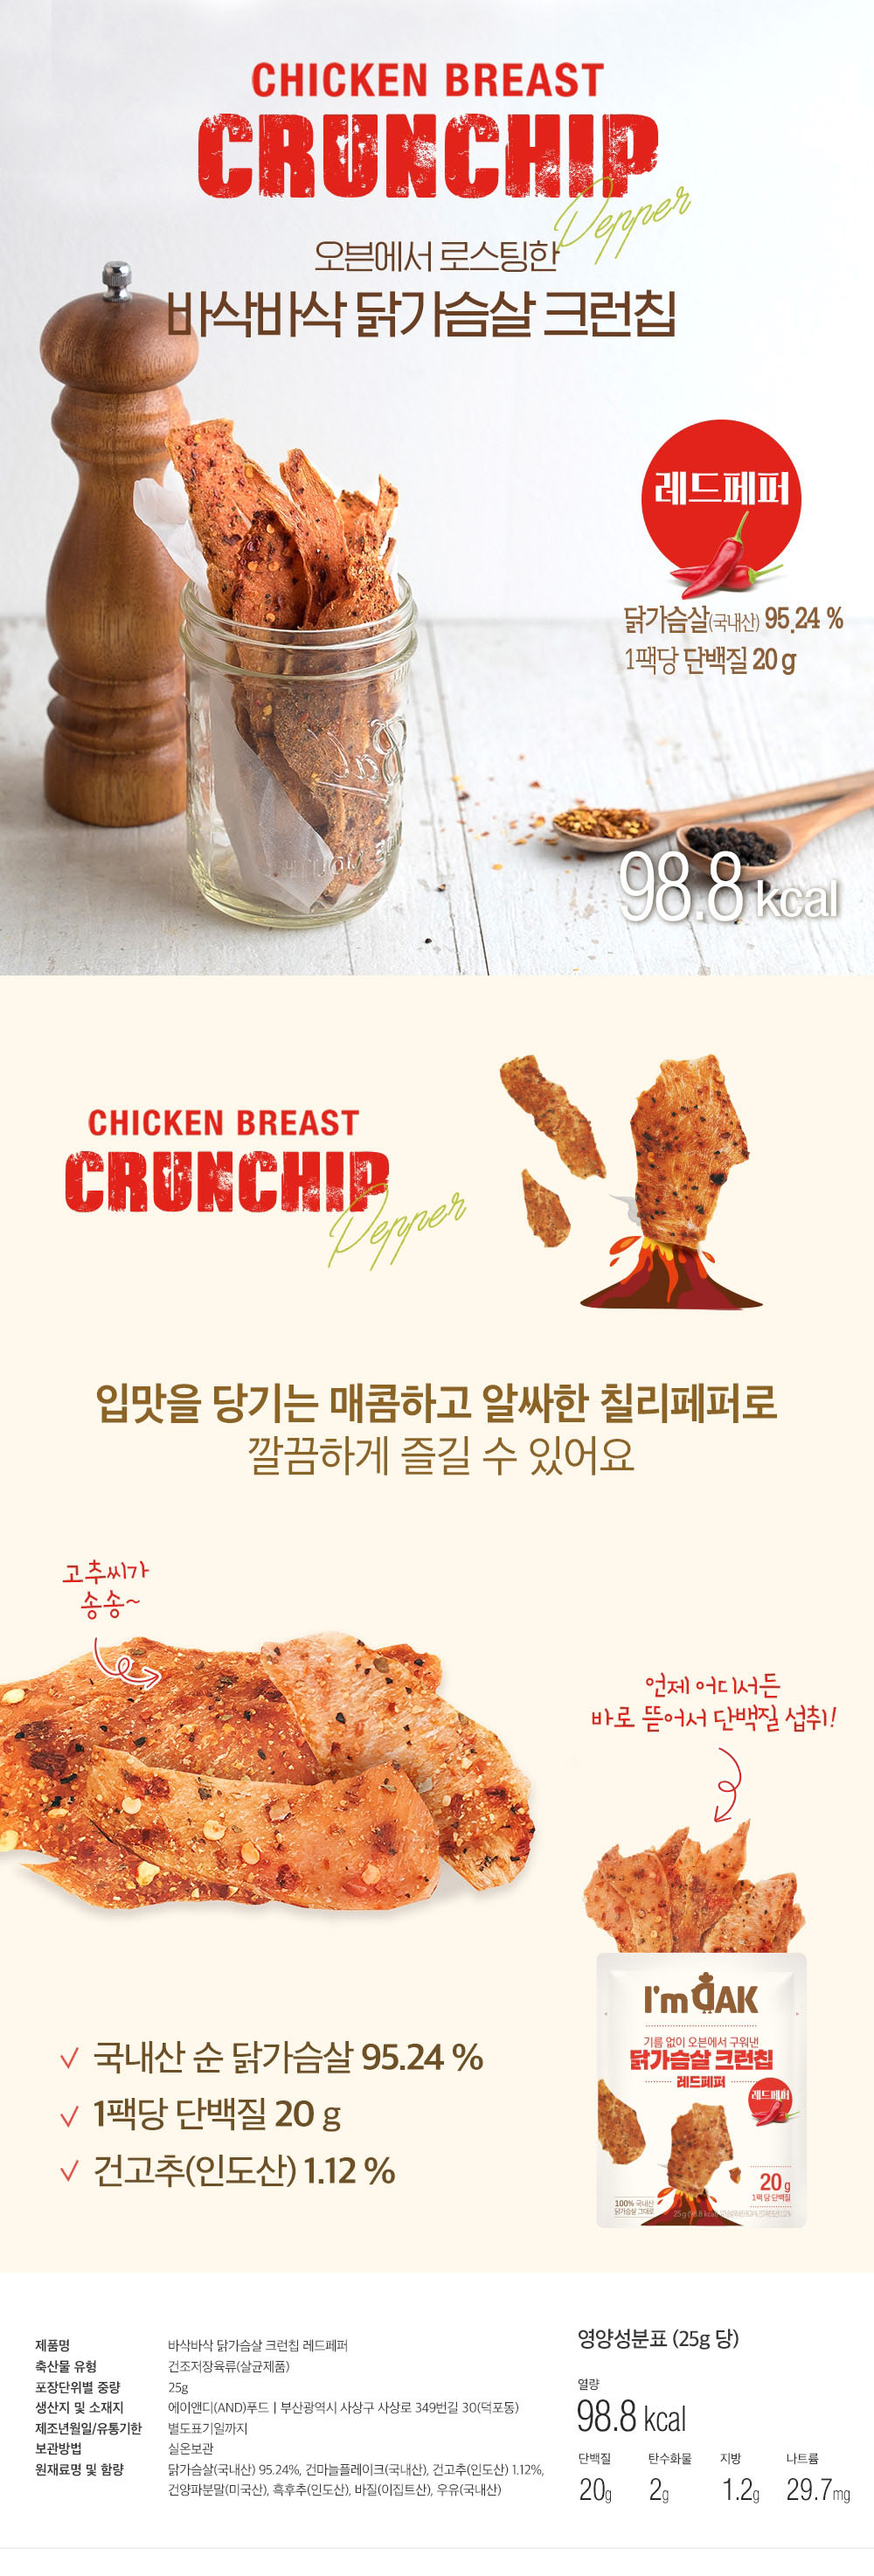 CHICKEN BREAST
CRUNCHIP
Pepper
오븐에서 로스팅한
바삭바삭 닭가슴살 크런칩
레드페퍼
닭가슴살(국내산) 95.24 %
1팩당 단백질 20 g
98.8 kcal
CHICKEN BREAST
CRUNCHIP
Pepper
입맛을 당기는 매콤하고 알싸한 칠리페퍼로
깔끔하게 즐길 수 있어요
고추씨가
송송~
언제 어디서든
바로 뜯어서 단백질 섭취!
I'm DAK
기름 없이 오븐에서 구워낸
닭가슴살 크런칩
레드페퍼
레드페퍼
20 g
1팩 당 단백질
100% 국내산
닭가슴살 그대로
✓ 국내산 순 닭가슴살 95.24 %
✓ 1팩당 단백질 20 g
✓ 건고추(인도산) 1.12 %
제품명 바삭바삭 닭가슴살 크런칩 레드페퍼
축산물 유형 건조저장육류(살균제품)
포장단위별 중량 25g
생산지 및 소재지 에이앤디(AND)푸드 | 부산광역시 사상구 사상로 349번길 30(덕포동)
제조년월일/유통기한 별도표기일까지
보관방법 실온보관
원재료명 및 함량 닭가슴살(국내산) 95.24%, 건마늘플레이크(국내산), 건고추(인도산) 1.12%,
건양파분말(미국산), 흑후추(인도산), 바질(이집트산), 우유(국내산)
영양성분표 (25g 당)
열량
98.8 kcal
단백질 탄수화물 지방 나트륨
20g 2g 1.2g 29.7mg